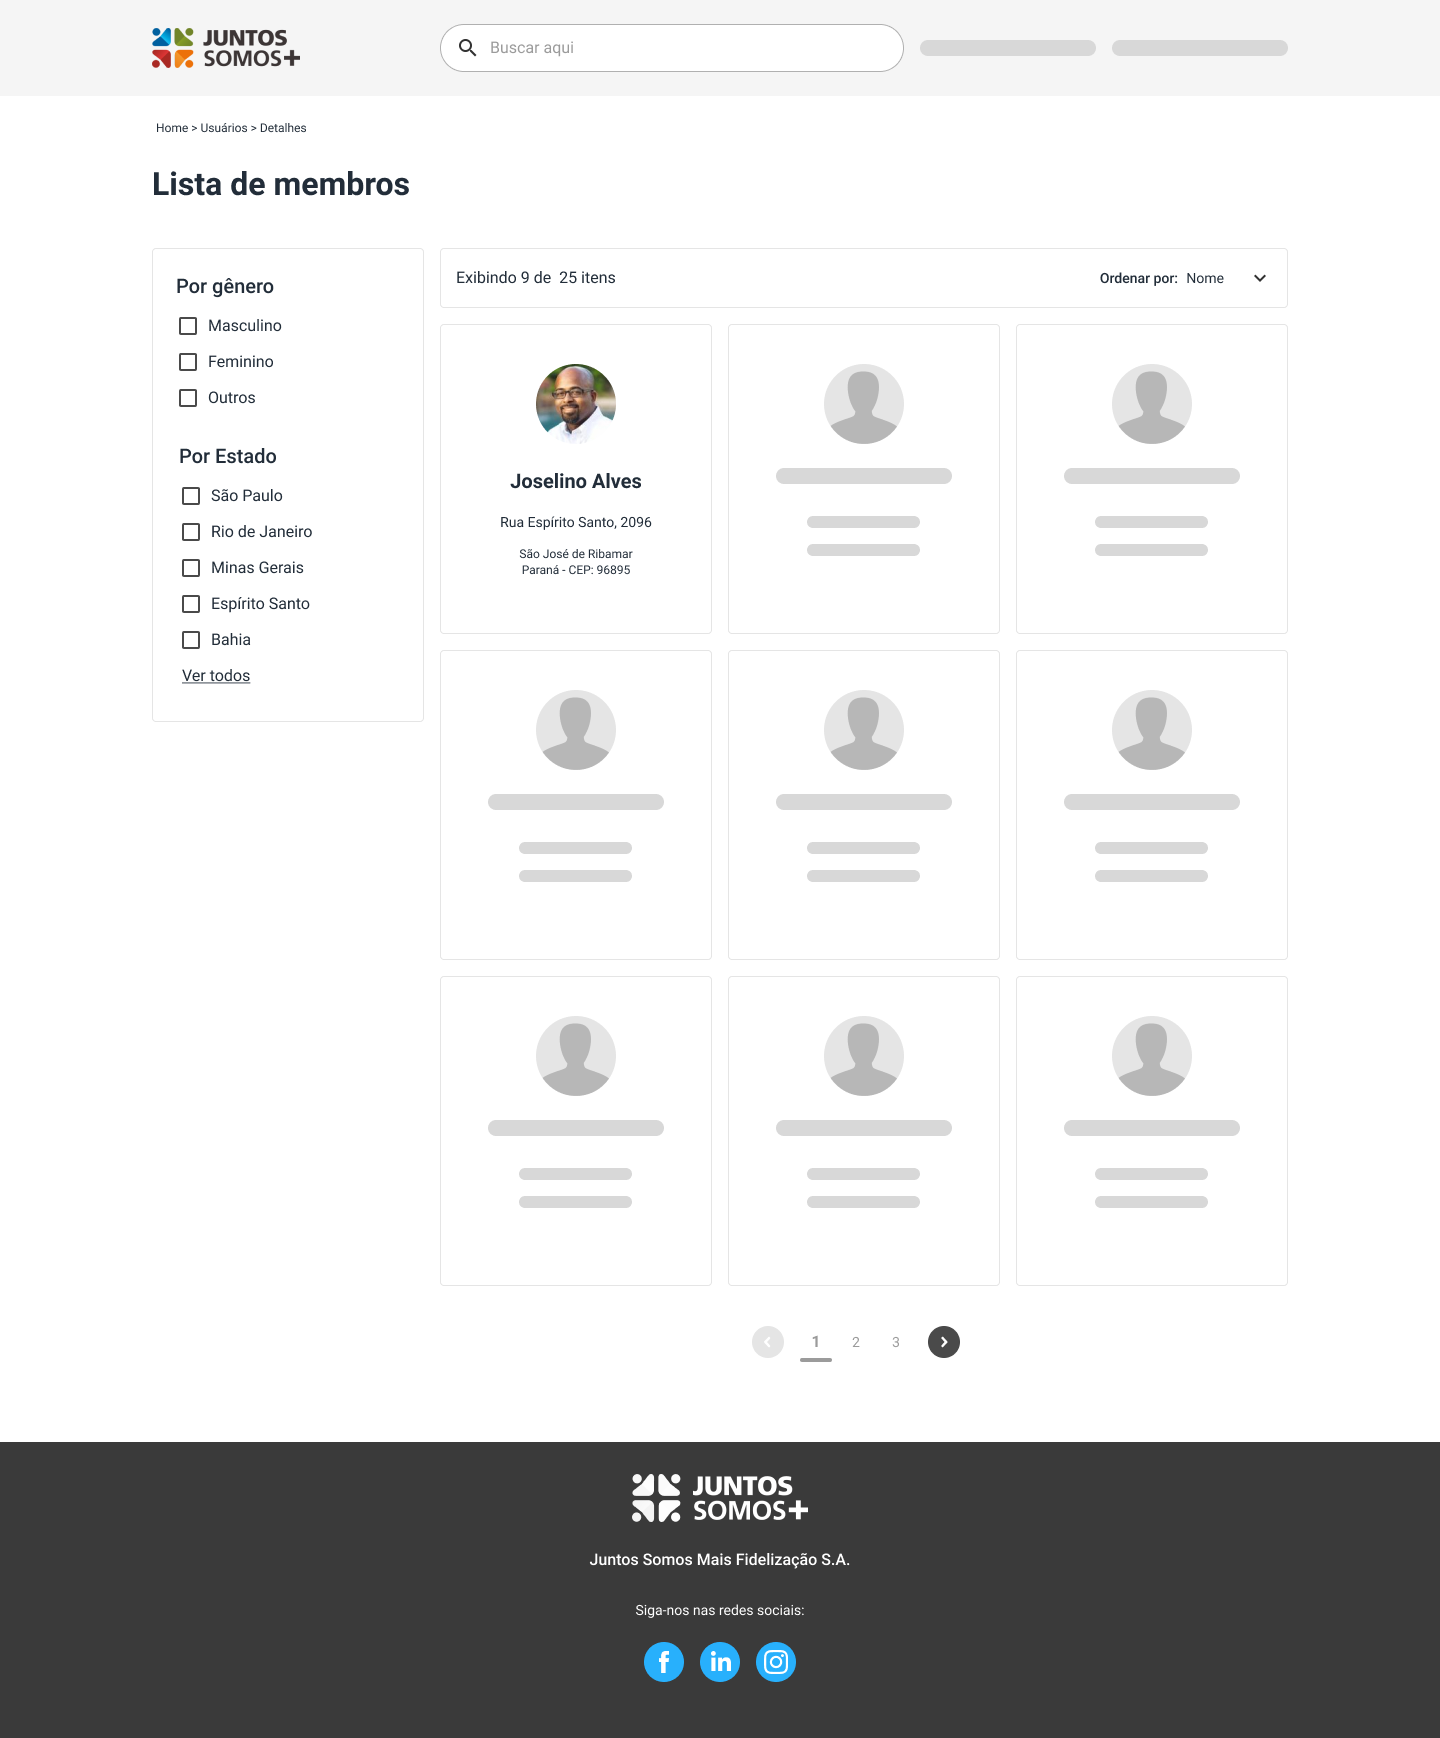 JUNTOS
SOMOS+
Buscar aqui
Home > Usuários > Detalhes
Lista de membros
Por gênero
Masculino
Feminino
Outros
Por Estado
São Paulo
Rio de Janeiro
Minas Gerais
Espírito Santo
Bahia
Ver todos
Exibindo 9 de 25 itens
Ordenar por: Nome
Joselino Alves
Rua Espírito Santo, 2096
São José de Ribamar
Paraná - CEP: 96895
1 2 3
JUNTOS
SOMOS+
Juntos Somos Mais Fidelização S.A.
Siga-nos nas redes sociais:
f in